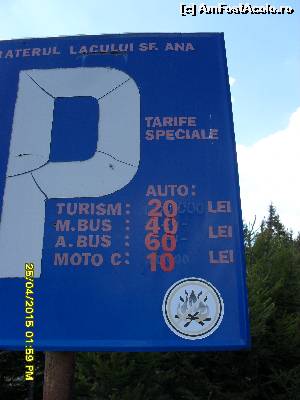 © AmFostAcolo.ro
RATERUL LACULUI SF. ANA
P
TARIFE
SPECIALE
AUTO:
TURISM: 20 LEI
M.BUS: 40 LEI
A.BUS: 60 LEI
MOTO C: 10
25/04/2015 01:59 PM